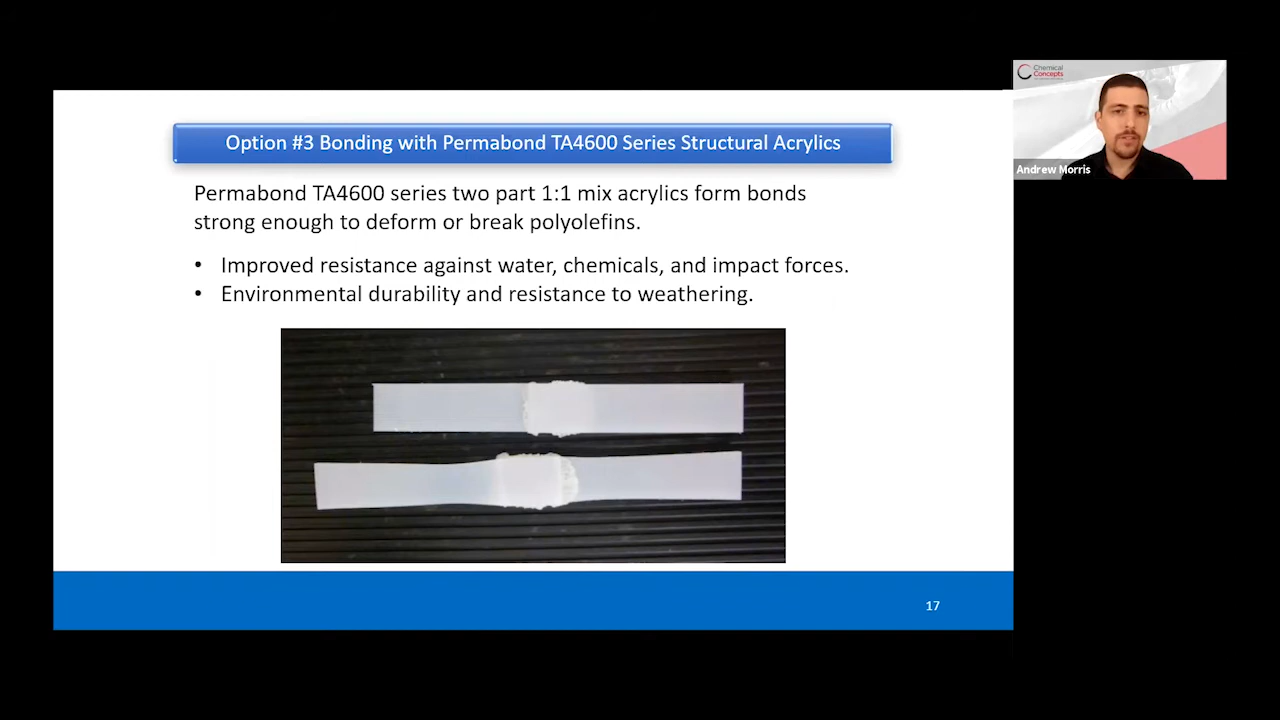 Option #3 Bonding with Permabond TA4600 Series Structural Acrylics
Permabond TA4600 series two part 1:1 mix acrylics form bonds
strong enough to deform or break polyolefins.
• Improved resistance against water, chemicals, and impact forces.
• Environmental durability and resistance to weathering.
17
Chemical
Concepts
Andrew Morris